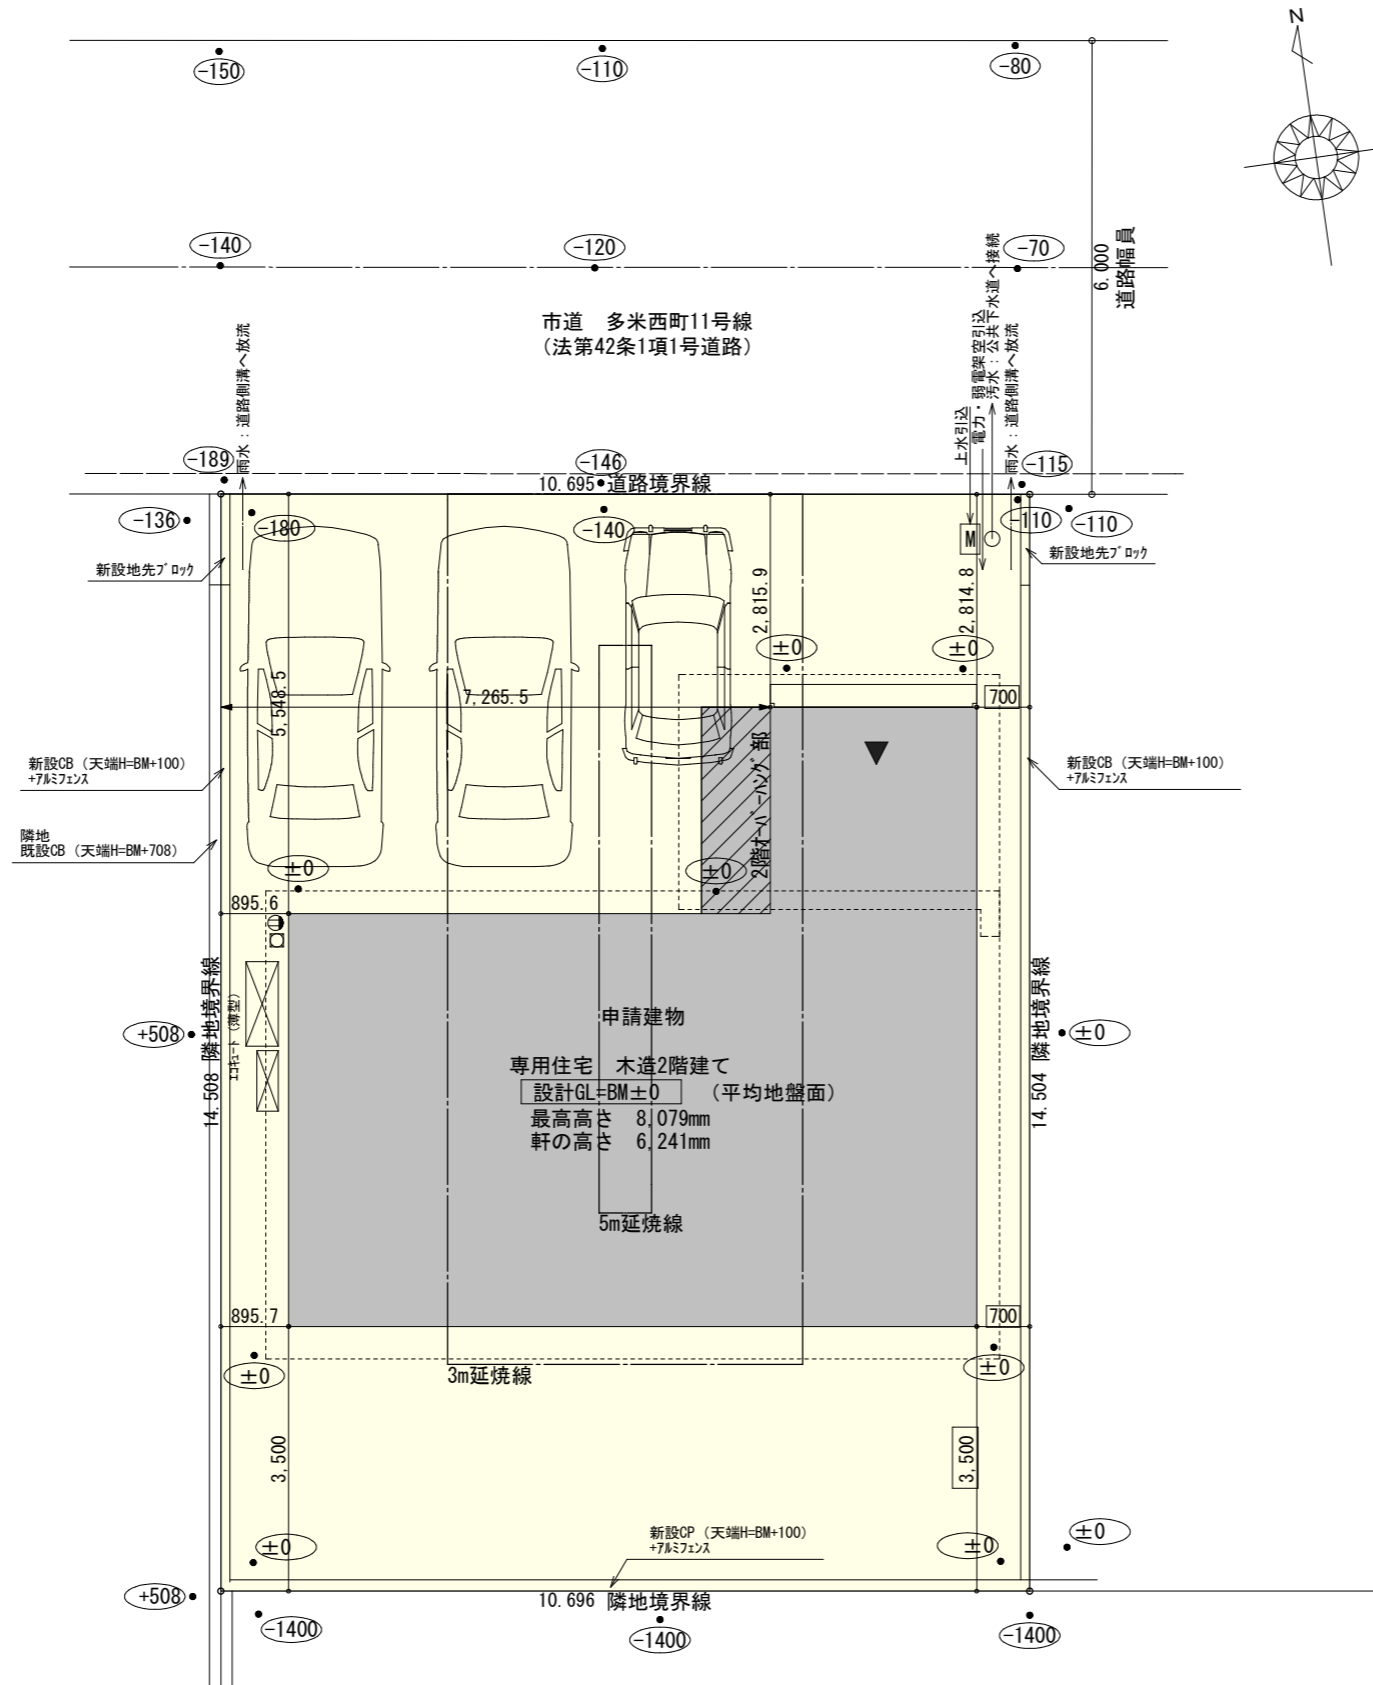 N
-150
-110
-80
-140
-120
-70
6.000
道路幅員
市道 多米西町11号線
(法第42条1項1号道路)
雨水:道路側溝へ放流
上水引込
電力・弱電架空引込
汚水:公共下水道へ接続
雨水:道路側溝へ放流
-189
-146
-115
10.695 道路境界線
-136
-180
-140
-110
-110
M
新設地先ブロック
新設地先ブロック
2,815.9
2,814.8
±0
±0
5,548.5
7,265.5
700
新設CB(天端H=BM+100)
+アルミフェンス
新設CB(天端H=BM+100)
+アルミフェンス
2階オーバーハング部
隣地
既設CB(天端H=BM+708)
±0
±0
895.6
14.508 隣地境界線
エコキュート(薄型)
14.504 隣地境界線
+508
±0
申請建物
専用住宅 木造2階建て
設計GL=BM±0 (平均地盤面)
最高高さ 8,079mm
軒の高さ 6,241mm
5m延焼線
895.7
700
±0
±0
3m延焼線
3,500
3,500
新設CP(天端H=BM+100)
+アルミフェンス
±0
±0
±0
+508
10.696 隣地境界線
-1400
-1400
-1400